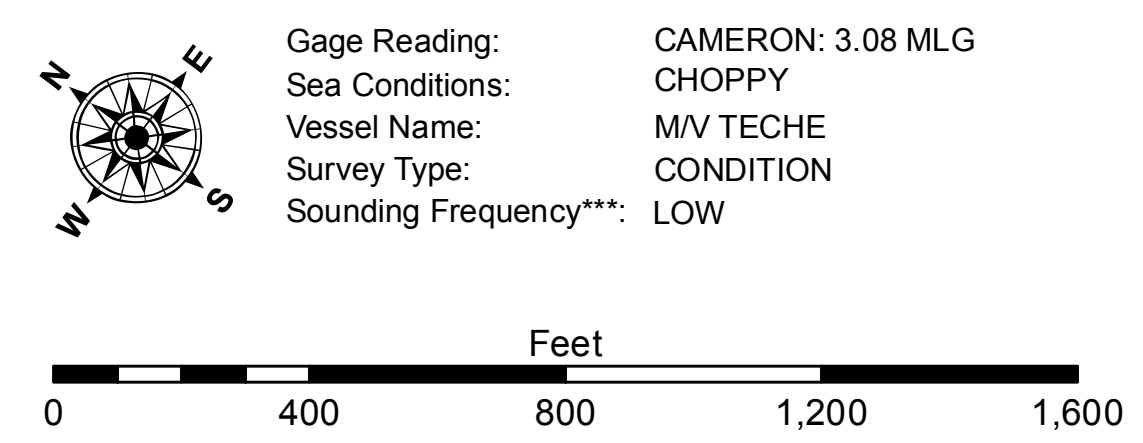 N E
W S
Gage Reading: CAMERON: 3.08 MLG
Sea Conditions: CHOPPY
Vessel Name: M/V TECHE
Survey Type: CONDITION
Sounding Frequency***: LOW
Feet
0 400 800 1,200 1,600